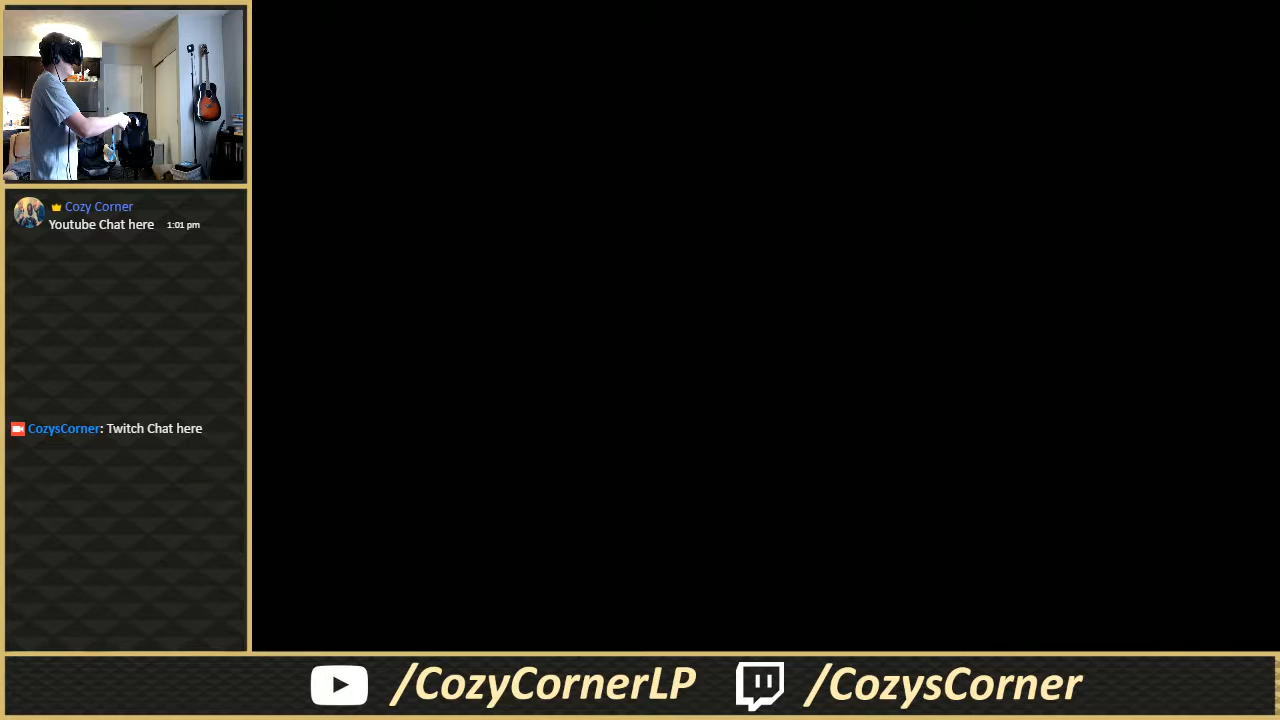 Cozy Corner
Youtube Chat here 1:01 pm
CozysCorner: Twitch Chat here
/CozyCornerLP /CozysCorner